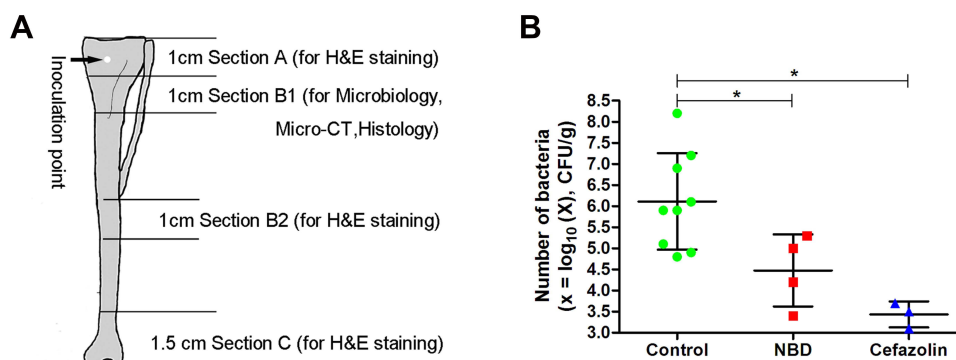 A
Inoculation point
1cm Section A (for H&E staining)
1cm Section B1 (for Microbiology,
Micro-CT,Histology)
1cm Section B2 (for H&E staining)
1.5 cm Section C (for H&E staining)
B
*
*
Number of bacteria
(x = log10 (X), CFU/g)
8.5
8.0
7.5
7.0
6.5
6.0
5.5
5.0
4.5
4.0
3.5
3.0
Control NBD Cefazolin